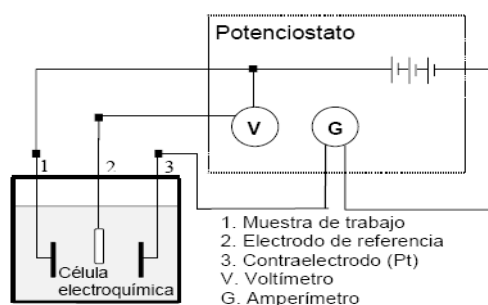 Potenciostato
V
G
1
2
3
Célula
electroquímica
1. Muestra de trabajo
2. Electrodo de referencia
3. Contraelectrodo (Pt)
V. Voltímetro
G. Amperímetro